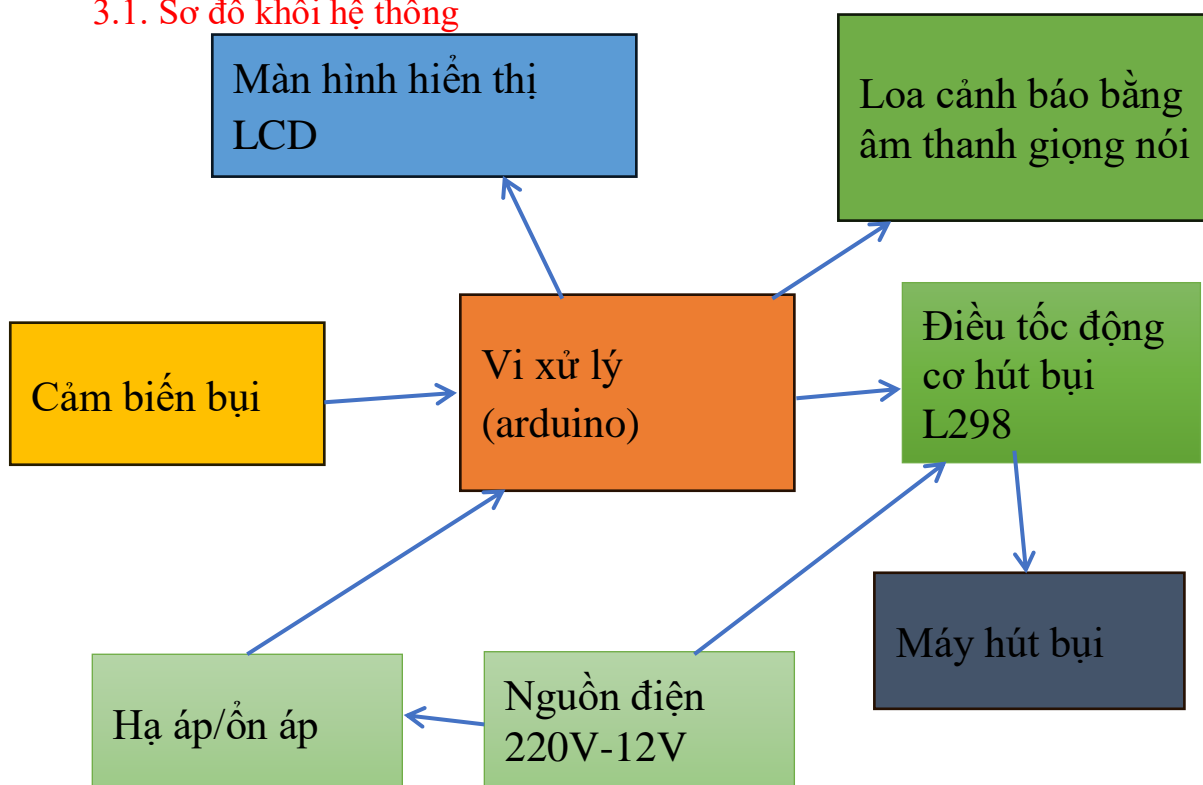 3.1. Sơ đồ khối hệ thống
Màn hình hiển thị
LCD
Loa cảnh báo bằng
âm thanh giọng nói
Cảm biến bụi
Vi xử lý
(arduino)
Điều tốc động
cơ hút bụi
L298
Máy hút bụi
Hạ áp/ổn áp
Nguồn điện
220V-12V